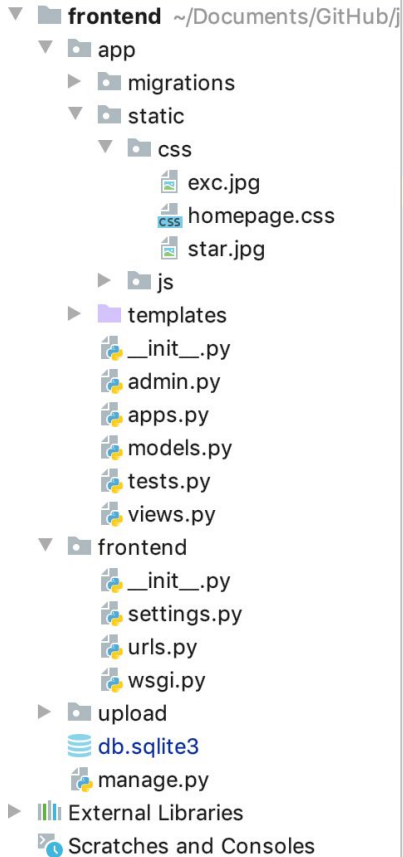 frontend ~/Documents/GitHub/j
app
migrations
static
css
exc.jpg
homepage.css
star.jpg
js
templates
__init__.py
admin.py
apps.py
models.py
tests.py
views.py
frontend
__init__.py
settings.py
urls.py
wsgi.py
upload
db.sqlite3
manage.py
External Libraries
Scratches and Consoles